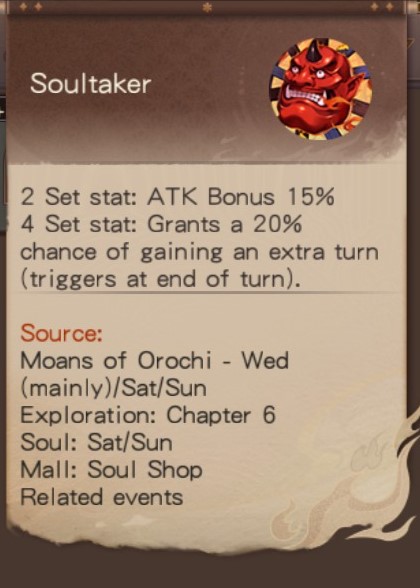 Soultaker
2 Set stat: ATK Bonus 15%
4 Set stat: Grants a 20%
chance of gaining an extra turn
(triggers at end of turn).
Source:
Moans of Orochi - Wed
(mainly)/Sat/Sun
Exploration: Chapter 6
Soul: Sat/Sun
Mall: Soul Shop
Related events